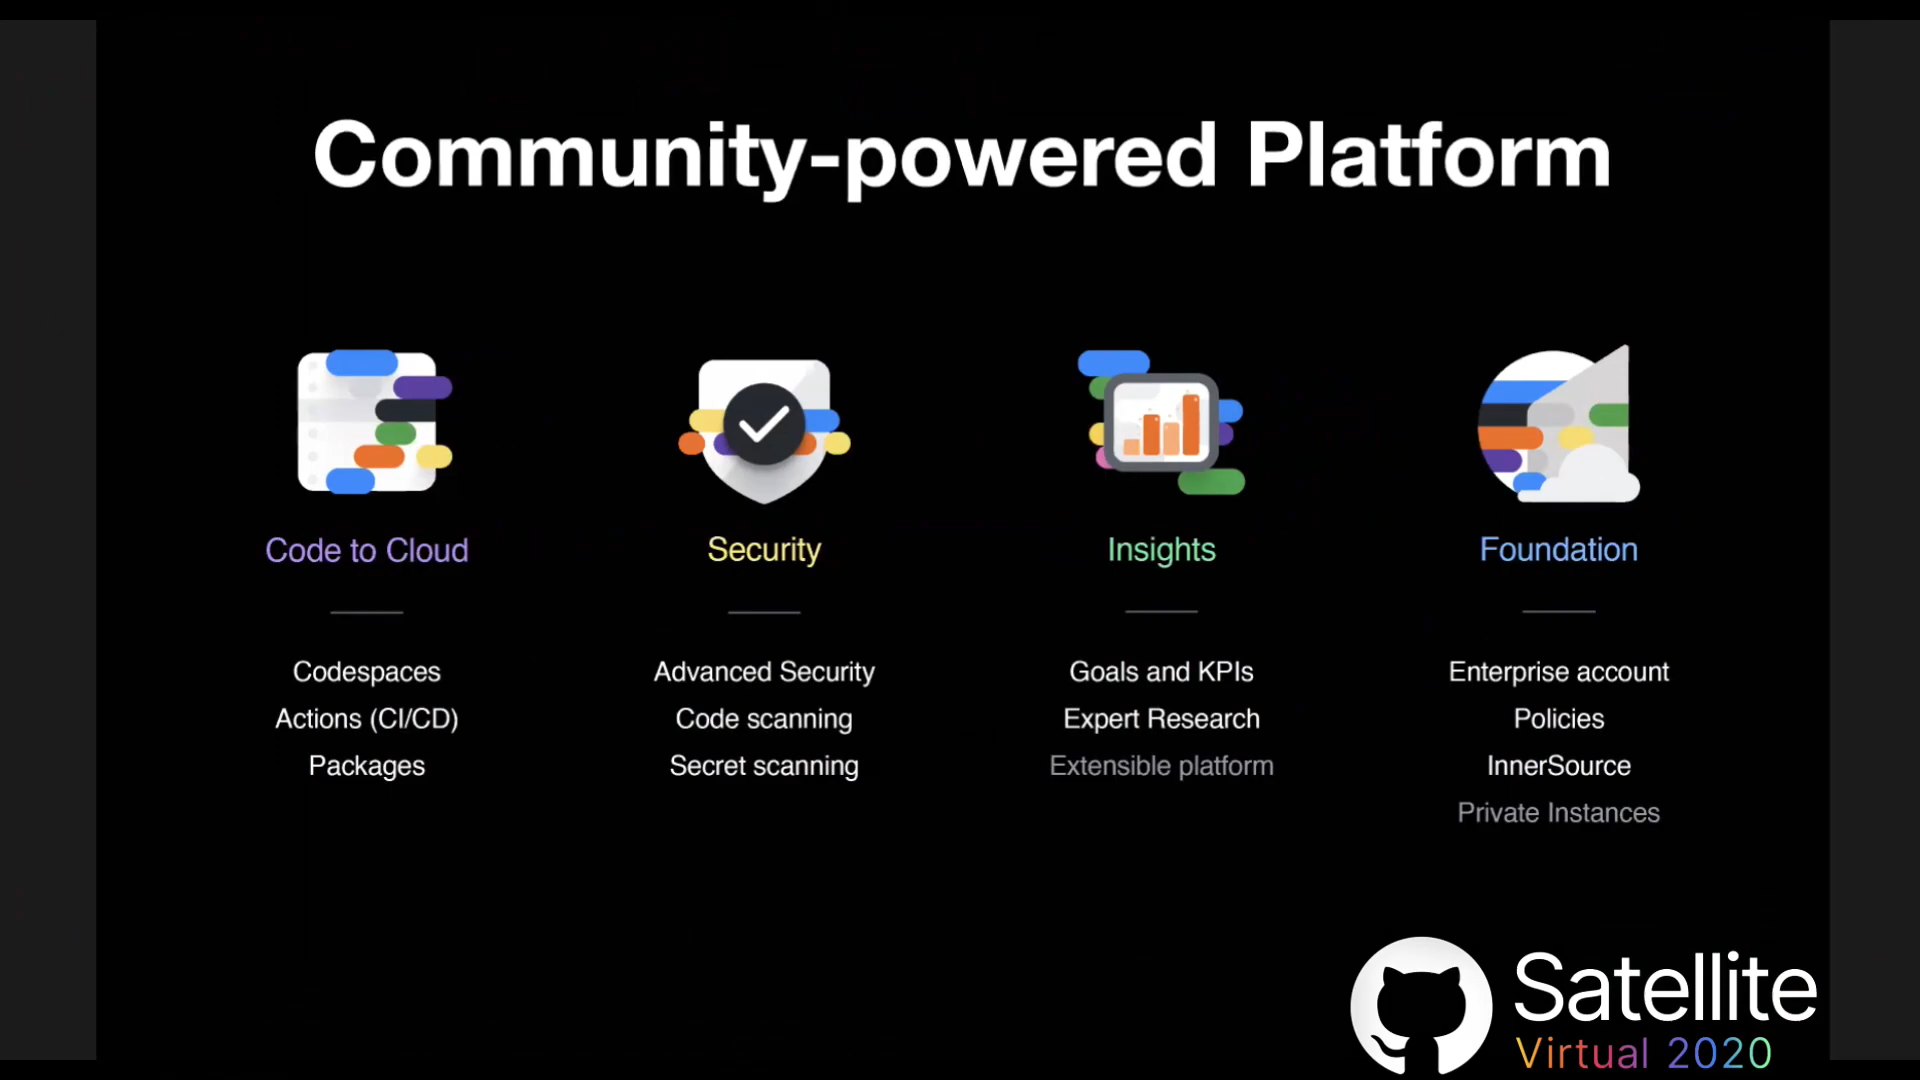 Community-powered Platform
Code to Cloud
Codespaces
Actions (CI/CD)
Packages
Security
Advanced Security
Code scanning
Secret scanning
Insights
Goals and KPIs
Expert Research
Extensible platform
Foundation
Enterprise account
Policies
InnerSource
Private Instances
Satellite
Virtual 2020